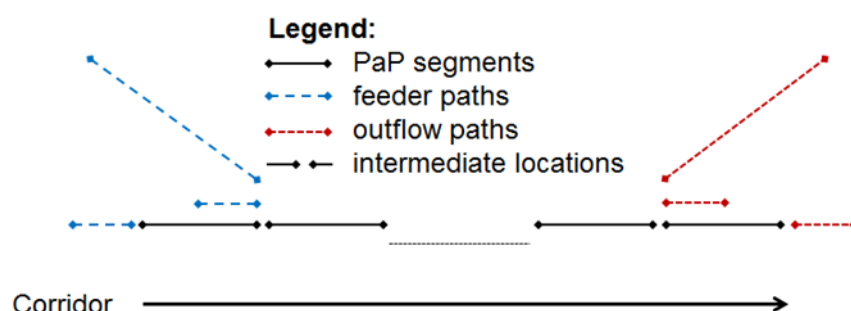 Legend:
PaP segments
feeder paths
outflow paths
intermediate locations
Corridor